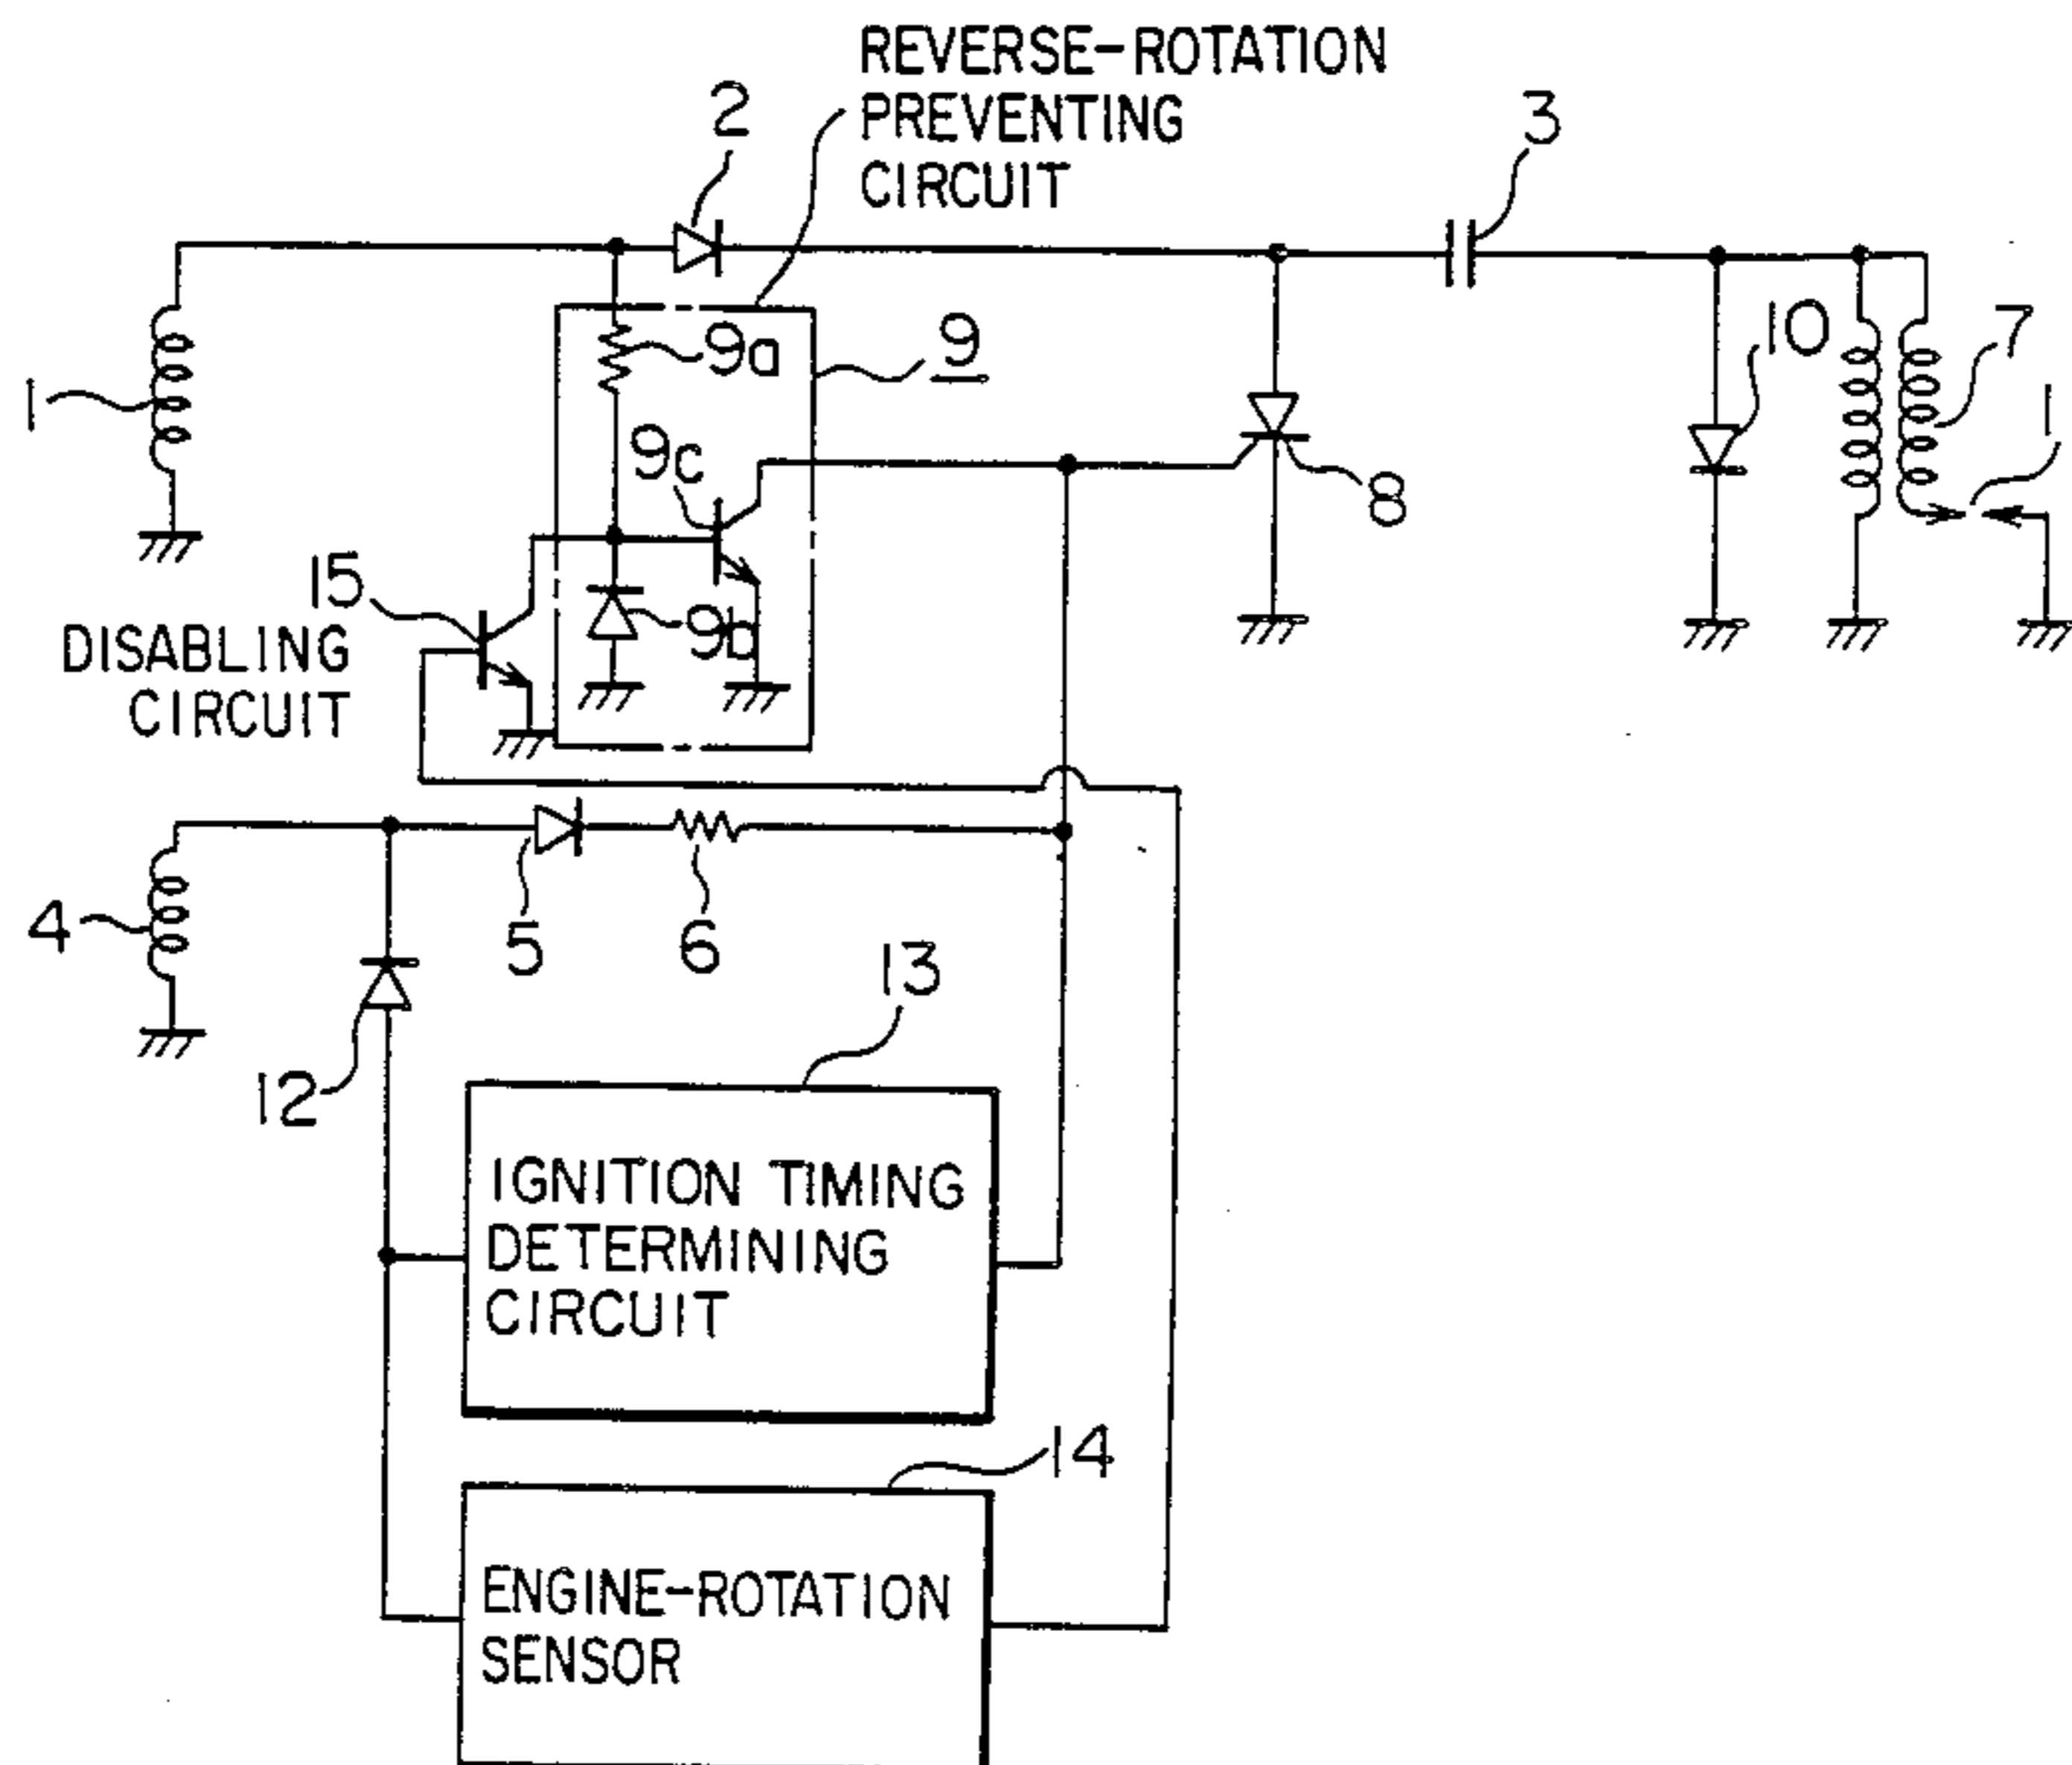 REVERSE-ROTATION
PREVENTING
CIRCUIT
2
3
9a
9
10
7
1
1
9c
8
15
9b
DISABLING
CIRCUIT
4
5
6
13
12
IGNITION TIMING
DETERMINING
CIRCUIT
14
ENGINE-ROTATION
SENSOR